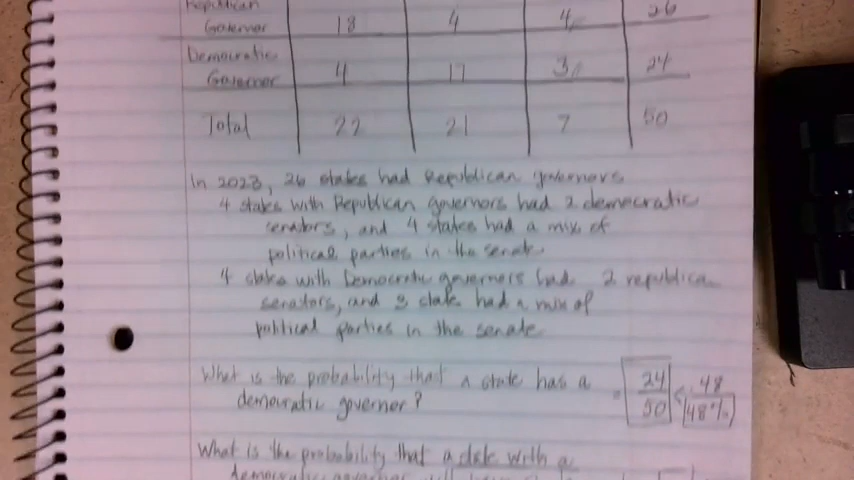 Republican
Governor 18 4 4 26
Democratic
Governor 4 17 3 24
Total 22 21 7 50
In 2023, 26 states had Republican governors
4 states with Republican governors had 2 democratic
senators, and 4 states had a mix of
political parties in the senate
4 states with Democratic governors had 2 republican
senators, and 3 state had a mix of
political parties in the senate
What is the probability that a state has a
democratic governor? = 24/50 < .48 48%
What is the probability that a state with a
democratic governor